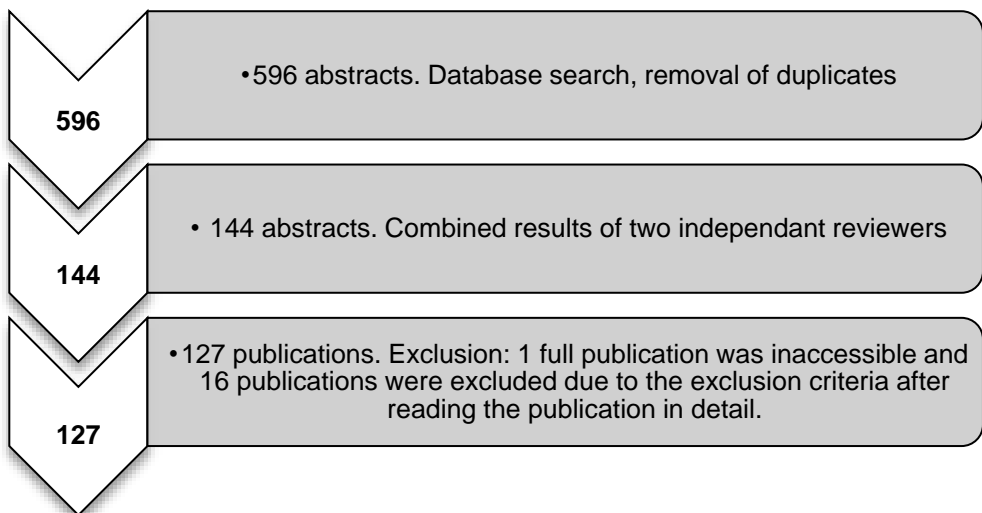 596
•596 abstracts. Database search, removal of duplicates
144
• 144 abstracts. Combined results of two independant reviewers
127
•127 publications. Exclusion: 1 full publication was inaccessible and
16 publications were excluded due to the exclusion criteria after
reading the publication in detail.